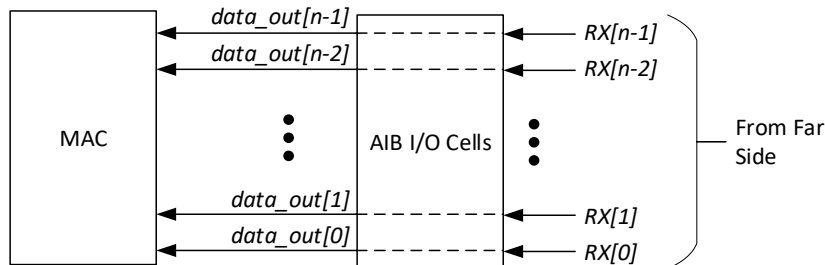 data_out[n-1]
RX[n-1]
data_out[n-2]
RX[n-2]
MAC
AIB I/O Cells
From Far
Side
data_out[1]
RX[1]
data_out[0]
RX[0]